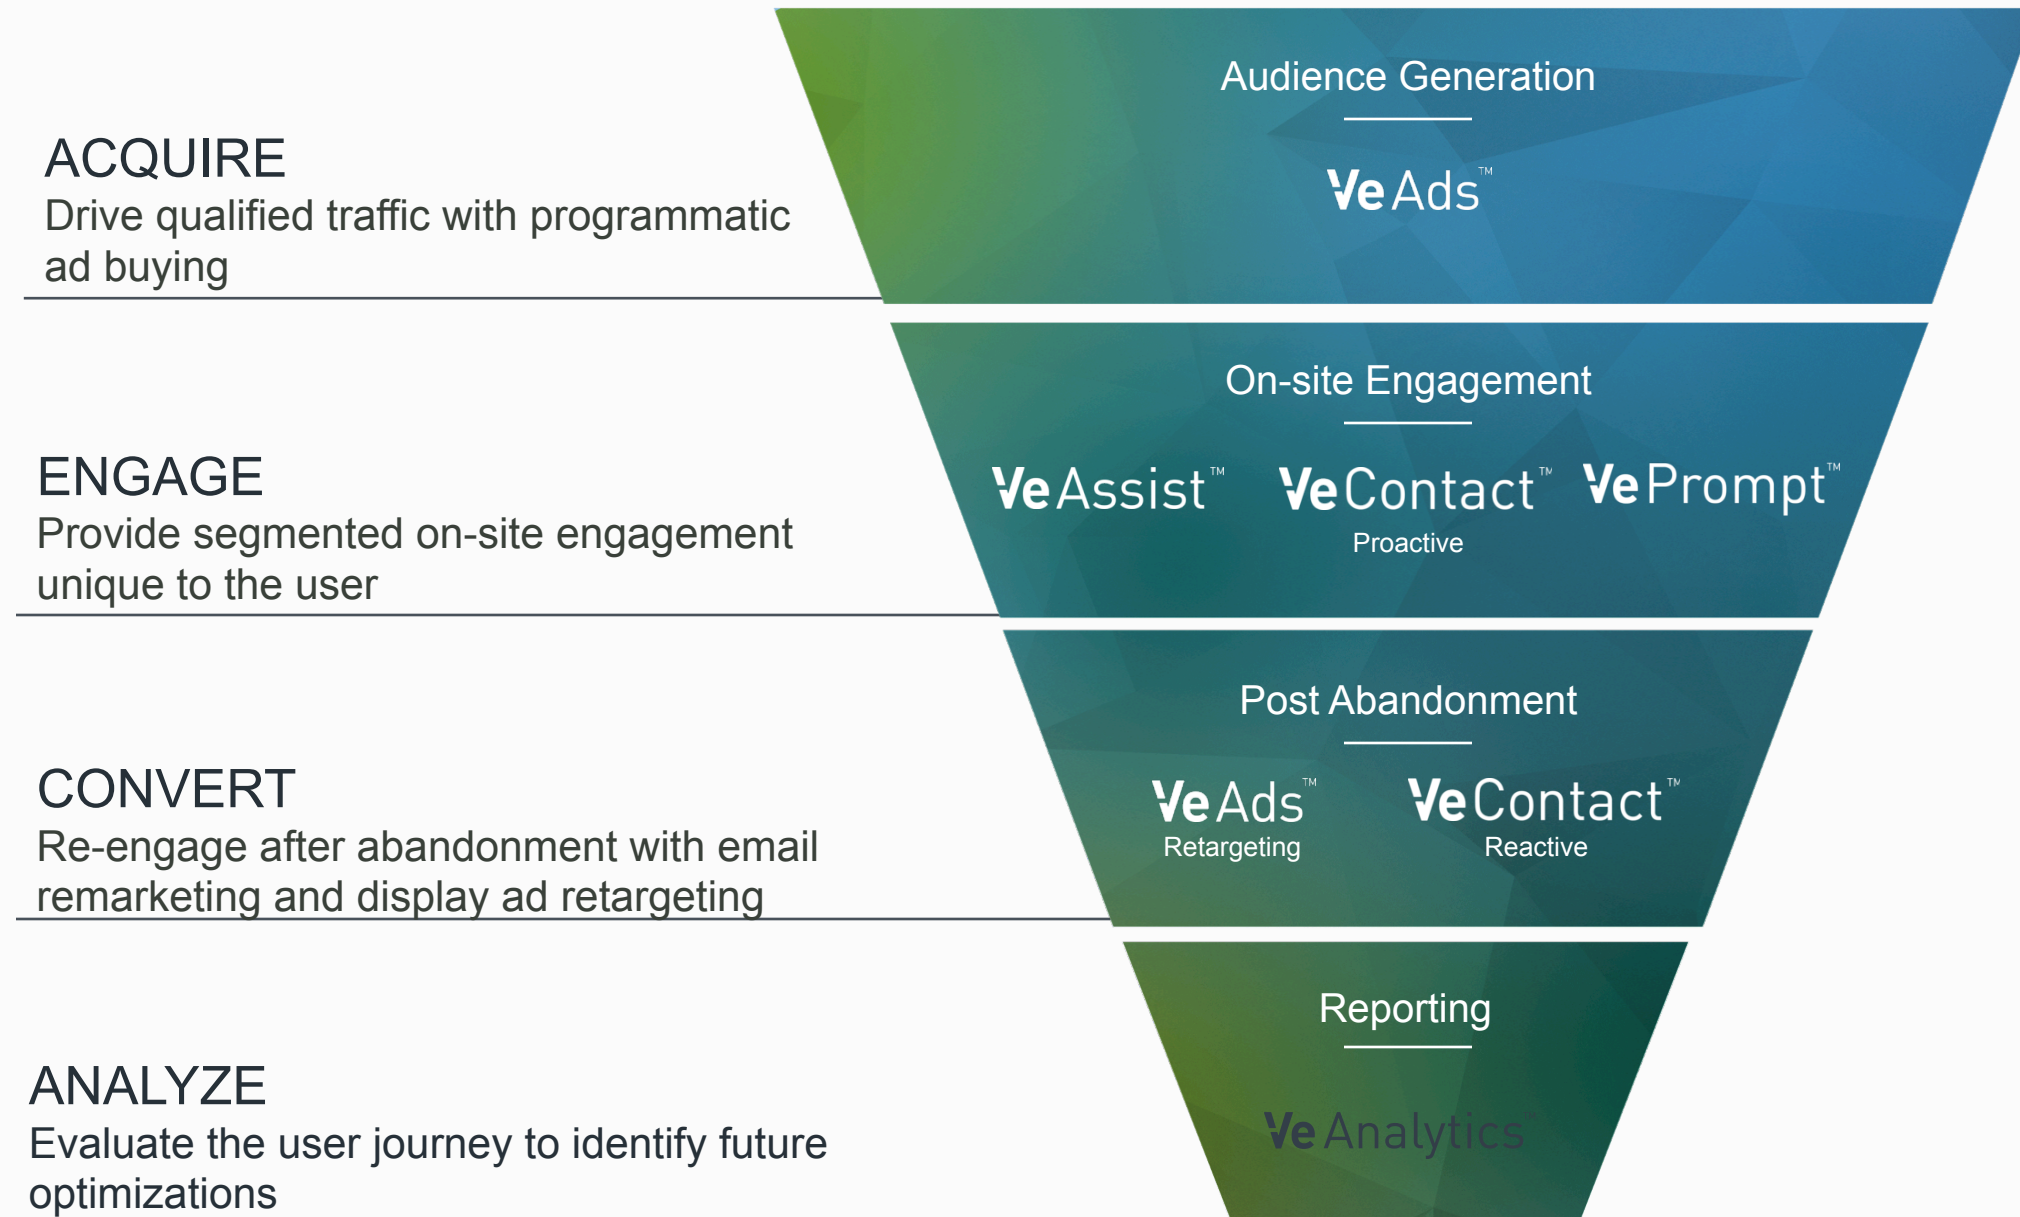 Audience Generation
VeAds™
ACQUIRE
Drive qualified traffic with programmatic
ad buying
On-site Engagement
VeAssist™ VeContact™ VePrompt™
Proactive
ENGAGE
Provide segmented on-site engagement
unique to the user
Post Abandonment
VeAds™ VeContact™
Retargeting Reactive
CONVERT
Re-engage after abandonment with email
remarketing and display ad retargeting
Reporting
VeAnalytics™
ANALYZE
Evaluate the user journey to identify future
optimizations